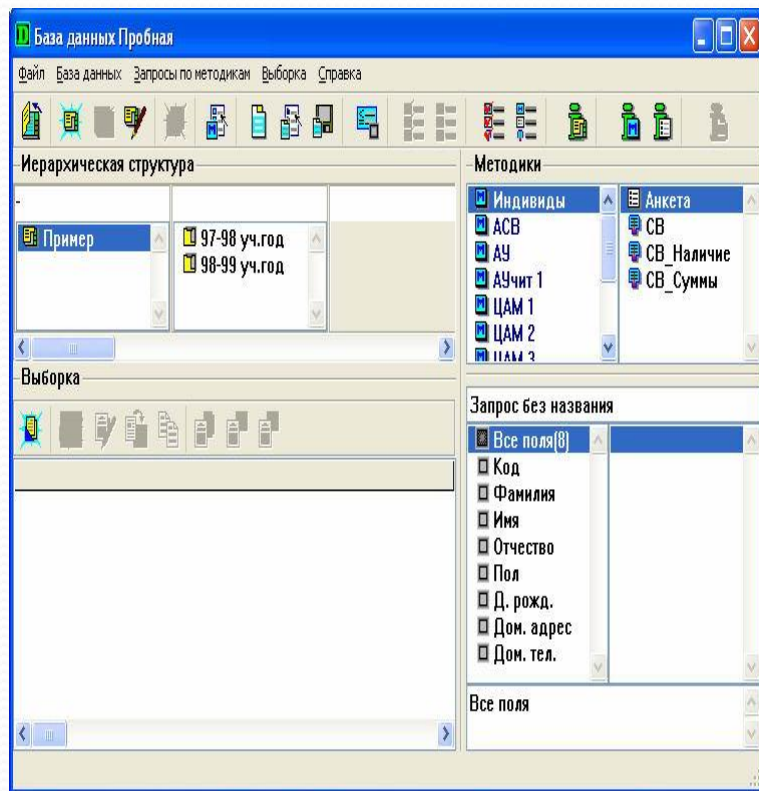 База данных Пробная
Файл База данных Запросы по методикам Выборка Справка
Иерархическая структура
-
Пример
97-98 уч.год
98-99 уч.год
Методики
Индивиды
АСВ
АУ
АУчит 1
ЦАМ 1
ЦАМ 2
ЦАМ 3
Анкета
СВ
СВ_Наличие
СВ_Суммы
Выборка
Запрос без названия
Все поля(8)
Код
Фамилия
Имя
Отчество
Пол
Д. рожд.
Дом. адрес
Дом. тел.
Все поля